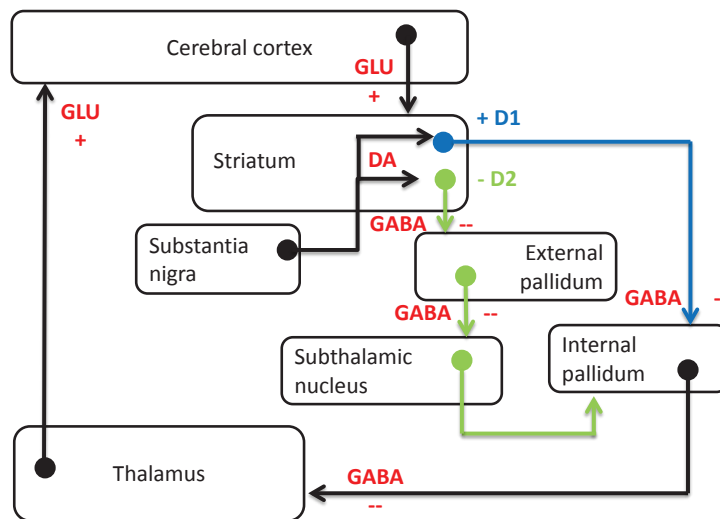 Cerebral cortex
GLU
+
GLU
+
+ D1
Striatum
DA
- D2
GABA --
Substantia
nigra
External
pallidum
GABA --
GABA -
Subthalamic
nucleus
Internal
pallidum
Thalamus
GABA
--